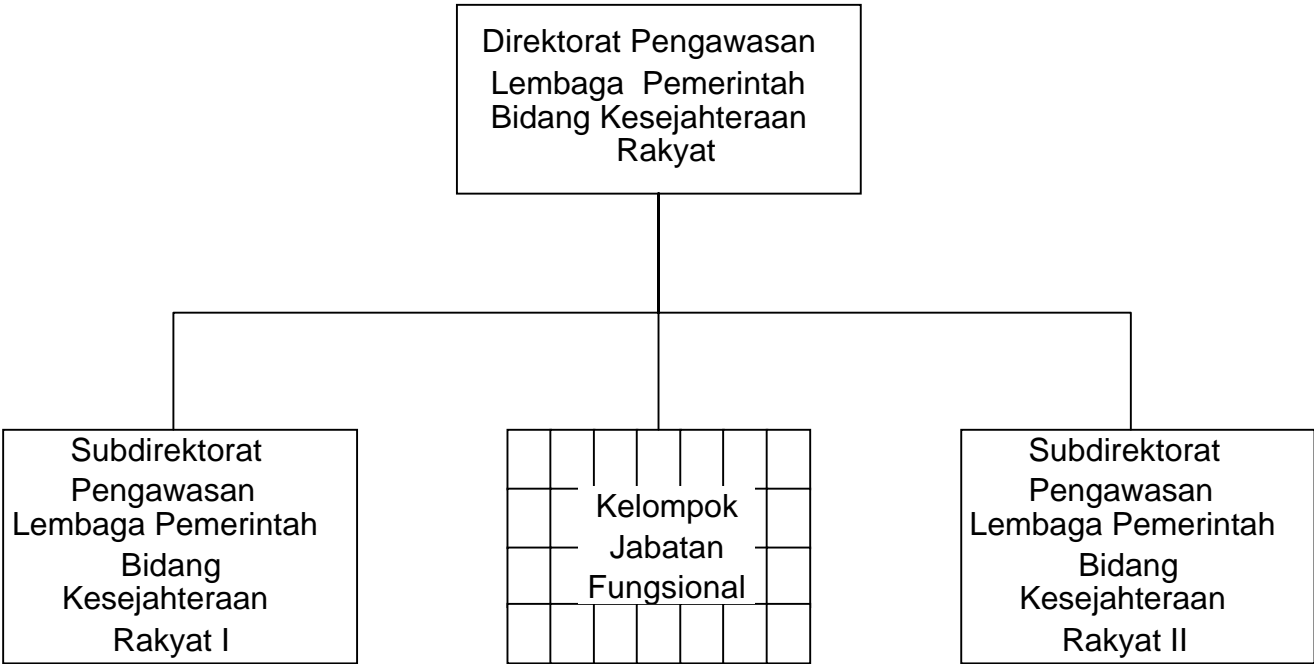 Direktorat Pengawasan
Lembaga Pemerintah
Bidang Kesejahteraan
Rakyat
Subdirektorat
Pengawasan
Lembaga Pemerintah
Bidang
Kesejahteraan
Rakyat I
Kelompok
Jabatan
Fungsional
Subdirektorat
Pengawasan
Lembaga Pemerintah
Bidang
Kesejahteraan
Rakyat II